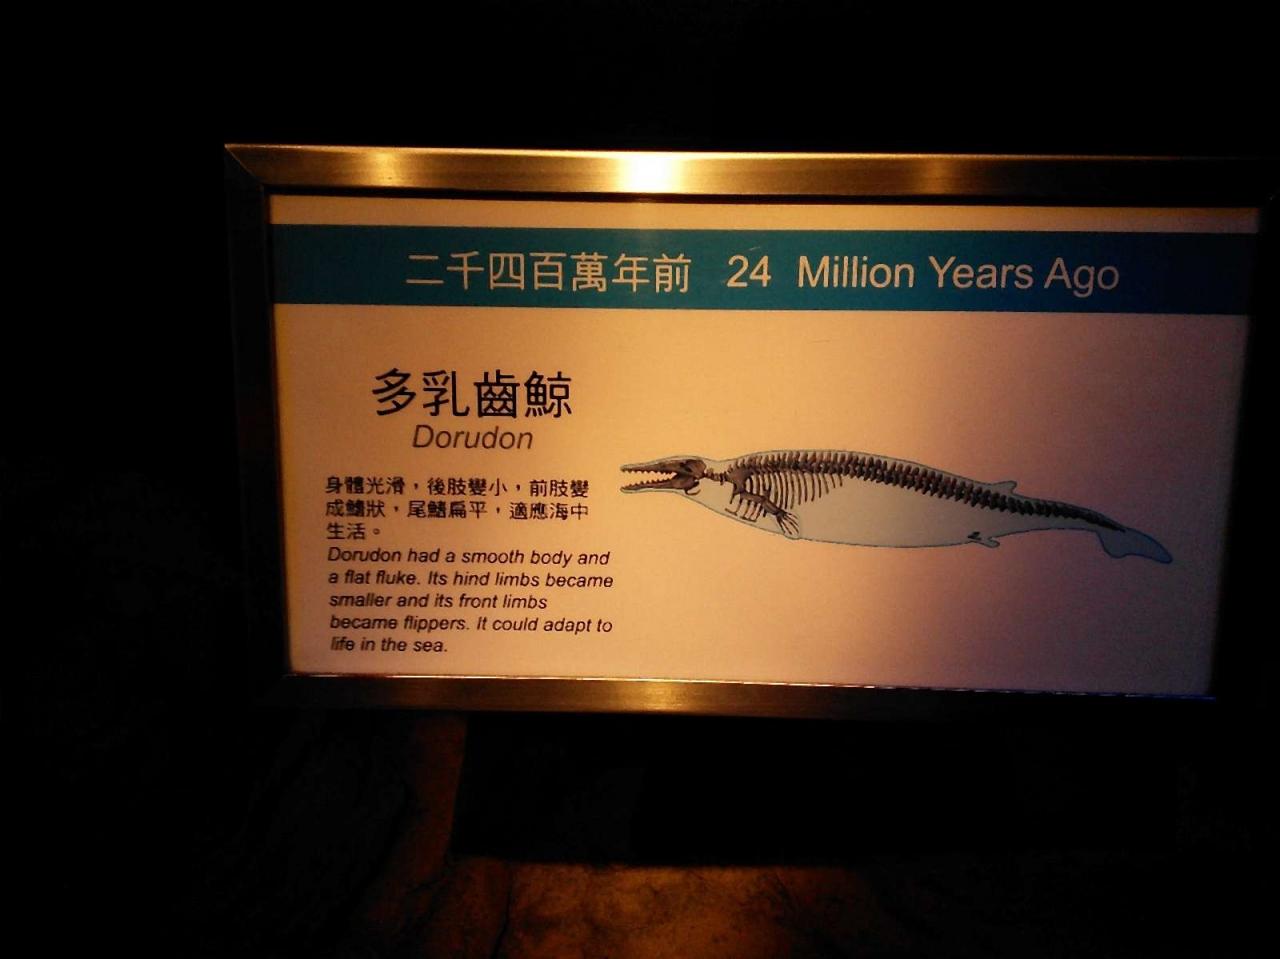 二千四百萬年前 24 Million Years Ago
多乳齒鯨
Dorudon
身體光滑，後肢變小，前肢變
成鰭狀，尾鰭扁平，適應海中
生活。
Dorudon had a smooth body and
a flat fluke. Its hind limbs became
smaller and its front limbs
became flippers. It could adapt to
life in the sea.